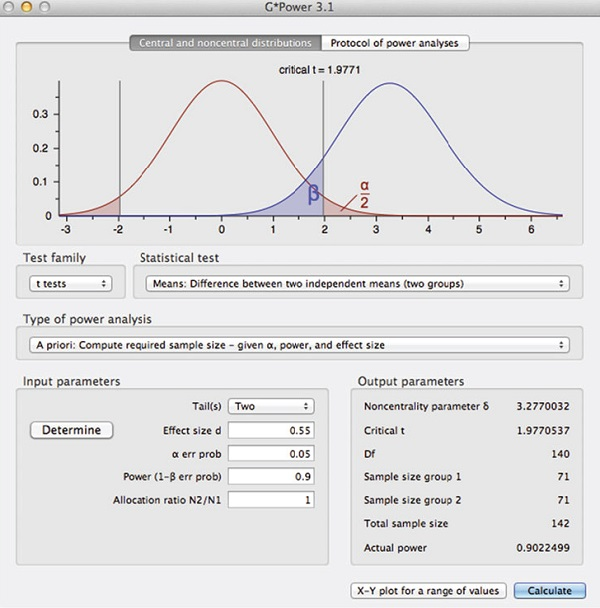 G*Power 3.1
Central and noncentral distributions Protocol of power analyses
critical t = 1.9771
0.3
0.2
0.1
0
β
α
2
-3 -2 -1 0 1 2 3 4 5 6
Test family Statistical test
t tests Means: Difference between two independent means (two groups)
Type of power analysis
A priori: Compute required sample size – given α, power, and effect size
Input parameters
Tail(s) Two
Determine Effect size d 0.55
α err prob 0.05
Power (1-β err prob) 0.9
Allocation ratio N2/N1 1
Output parameters
Noncentrality parameter δ 3.2770032
Critical t 1.9770537
Df 140
Sample size group 1 71
Sample size group 2 71
Total sample size 142
Actual power 0.9022499
X-Y plot for a range of values Calculate